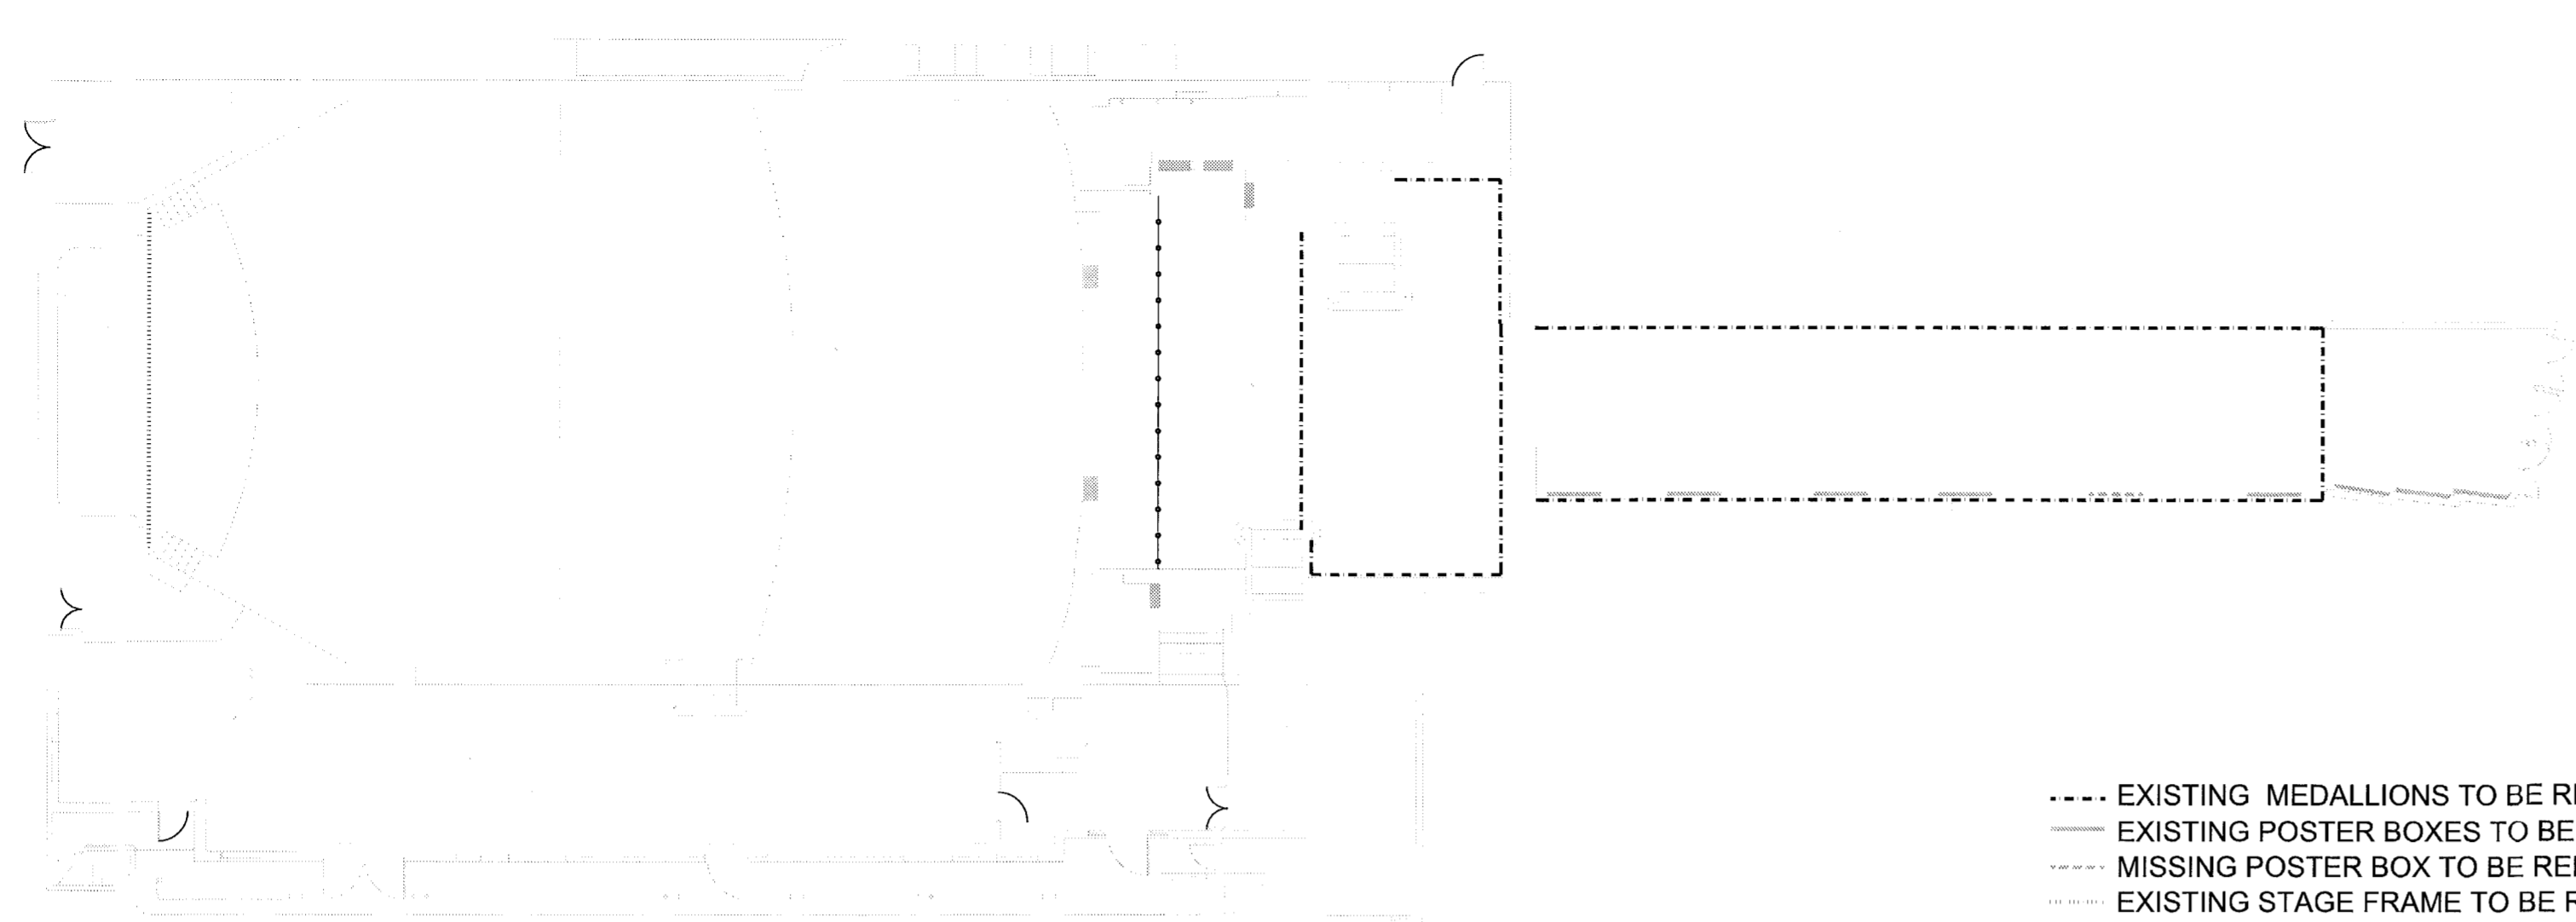 EXISTING MEDALLIONS TO BE
EXISTING POSTER BOXES TO BE
MISSING POSTER BOX TO BE
EXISTING STAGE FRAME TO BE